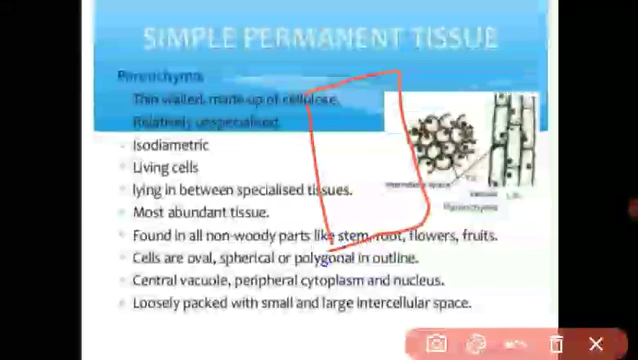 SIMPLE PERMANENT TISSUE
Parenchyma
Thin walled, made up of cellulose.
Relatively unspecialised.
Isodiametric
Living cells
lying in between specialised tissues.
Most abundant tissue.
Found in all non-woody parts like stem, root, flowers, fruits.
Cells are oval, spherical or polygonal in outline.
Central vacuole, peripheral cytoplasm and nucleus.
Loosely packed with small and large intercellular space.
Intercellular space
Parenchyma